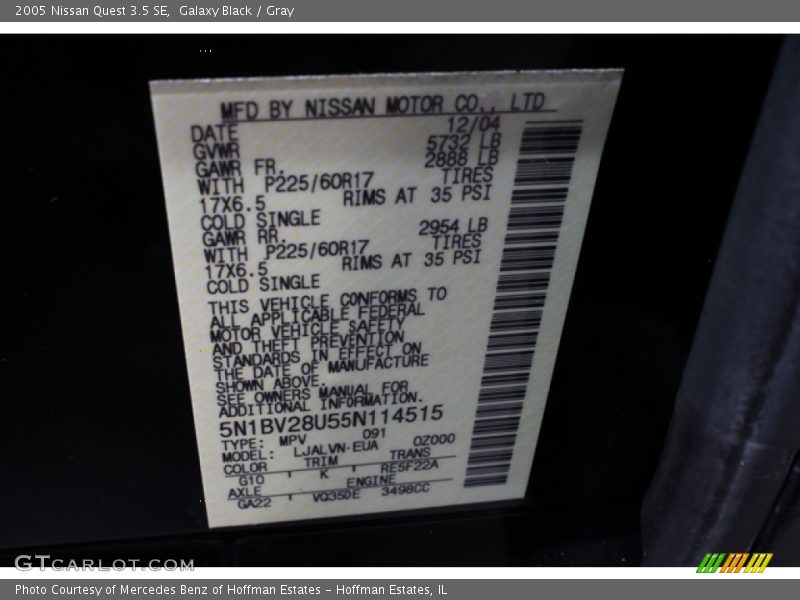 2005 Nissan Quest 3.5 SE, Galaxy Black / Gray
MFD BY NISSAN MOTOR CO., LTD
DATE 12/04
GVWR 5732 LB
GAWR FR. 2888 LB
WITH P225/60R17 TIRES
17X6.5 RIMS AT 35 PSI
COLD SINGLE
GAWR RR. 2954 LB
WITH P225/60R17 TIRES
17X6.5 RIMS AT 35 PSI
COLD SINGLE
THIS VEHICLE CONFORMS TO
ALL APPLICABLE FEDERAL
MOTOR VEHICLE SAFETY
AND THEFT PREVENTION
STANDARDS IN EFFECT ON
THE DATE OF MANUFACTURE
SHOWN ABOVE.
SEE OWNERS MANUAL FOR
ADDITIONAL INFORMATION.
5N1BV28U55N114515
TYPE: MPV 091
MODEL: LJALVN-EUA OZ000
COLOR TRIM TRANS
G10 K RE5F22A
AXLE ENGINE
GA22 VQ35DE 3498CC
GTCARQUEST.COM
Photo Courtesy of Mercedes Benz of Hoffman Estates - Hoffman Estates, IL